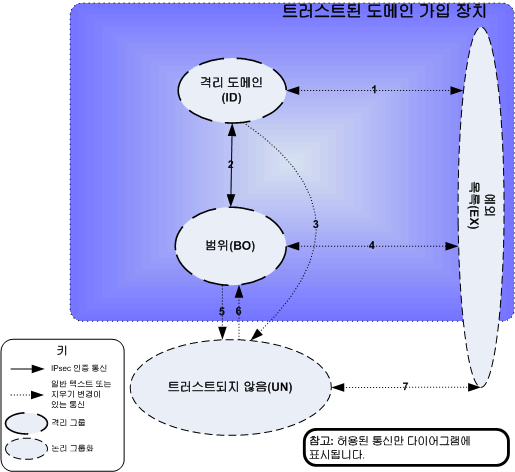 트러스트된 도메인 가입 장치
격리 도메인
(ID)
1
2
예외
목록(EX)
3
범위(BO)
4
5
6
트러스트되지 않음(UN)
7
키
IPsec 인증 통신
일반 텍스트 또는
지우기 변경이
있는 통신
격리 그룹
논리 그룹화
참고: 허용된 통신만 다이어그램에
표시됩니다.